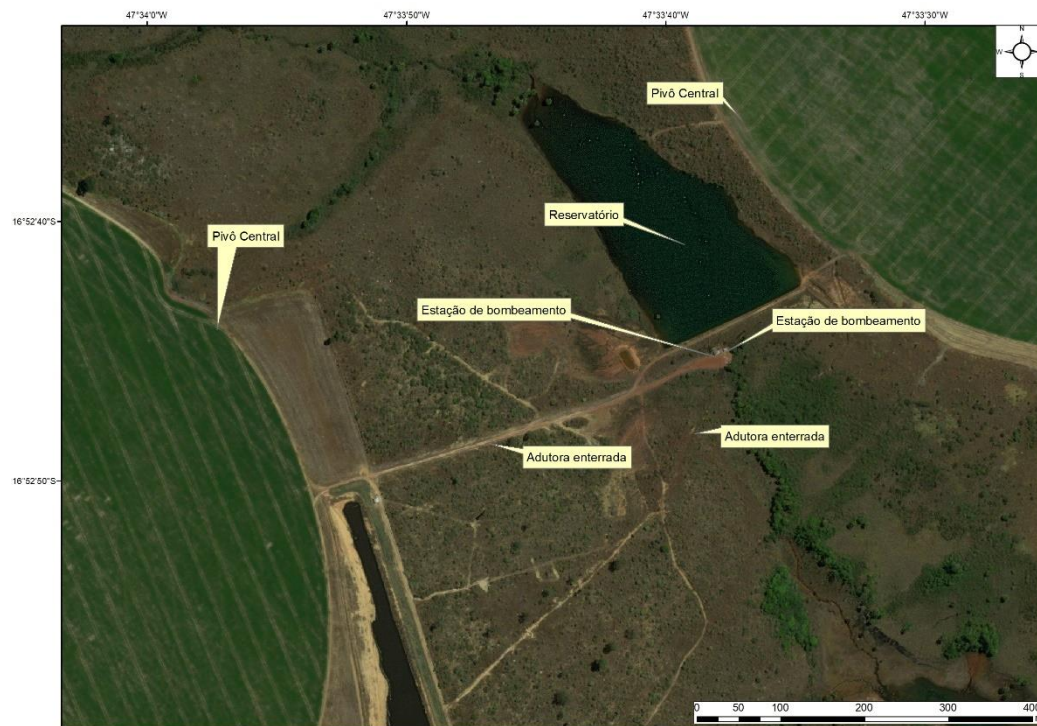 47°34'0"W
47°33'50"W
47°33'40"W
47°33'30"W
N
W
E
S
Pivô Central
16°52'40"S
Reservatório
Pivô Central
Estação de bombeamento
Estação de bombeamento
Adutora enterrada
Adutora enterrada
16°52'50"S
0 50 100 200 300 400